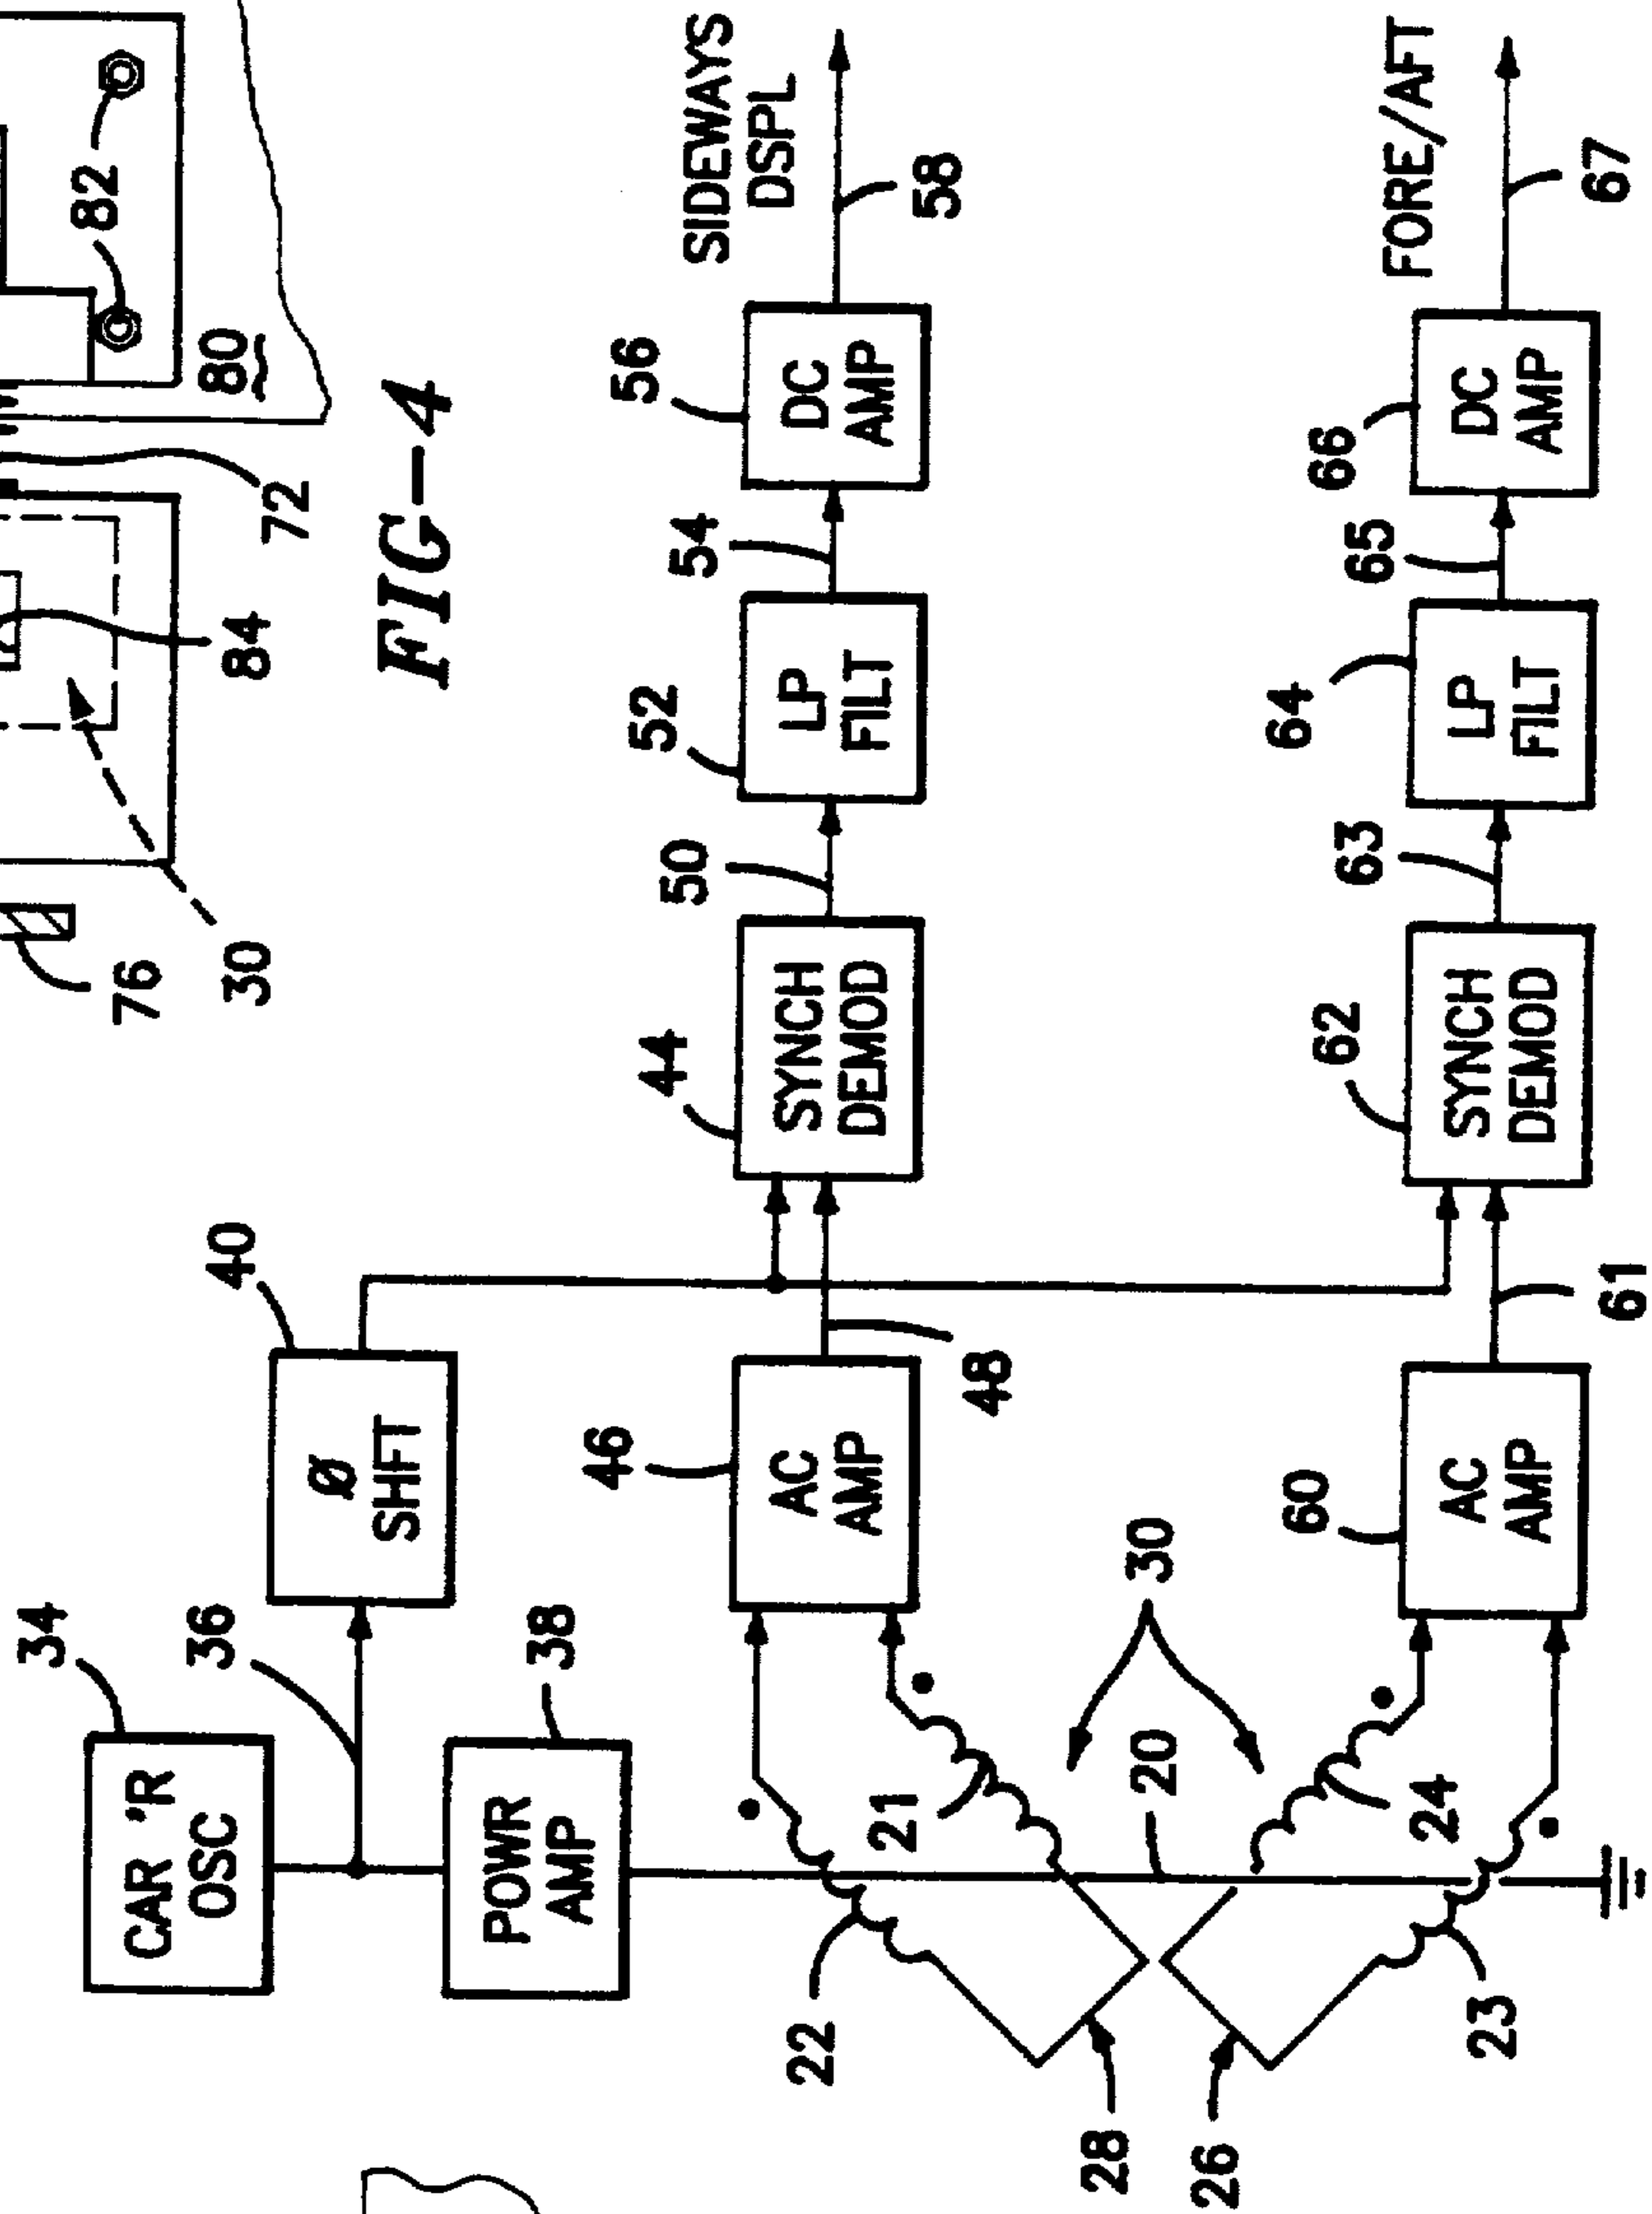 82
80
72
84
76
30
FIG-4
34
CAR 'R
OSC
36
40
Ø
SHFT
POWR
AMP
38
22
21
46
AC
AMP
48
44
SYNCH
DEMOD
50
52
LP
FILT
54
56
DC
AMP
58
SIDEWAYS
DSPL
28
30
20
26
24
23
60
AC
AMP
61
62
SYNCH
DEMOD
63
64
LP
FILT
65
66
DC
AMP
67
FORE/AFT